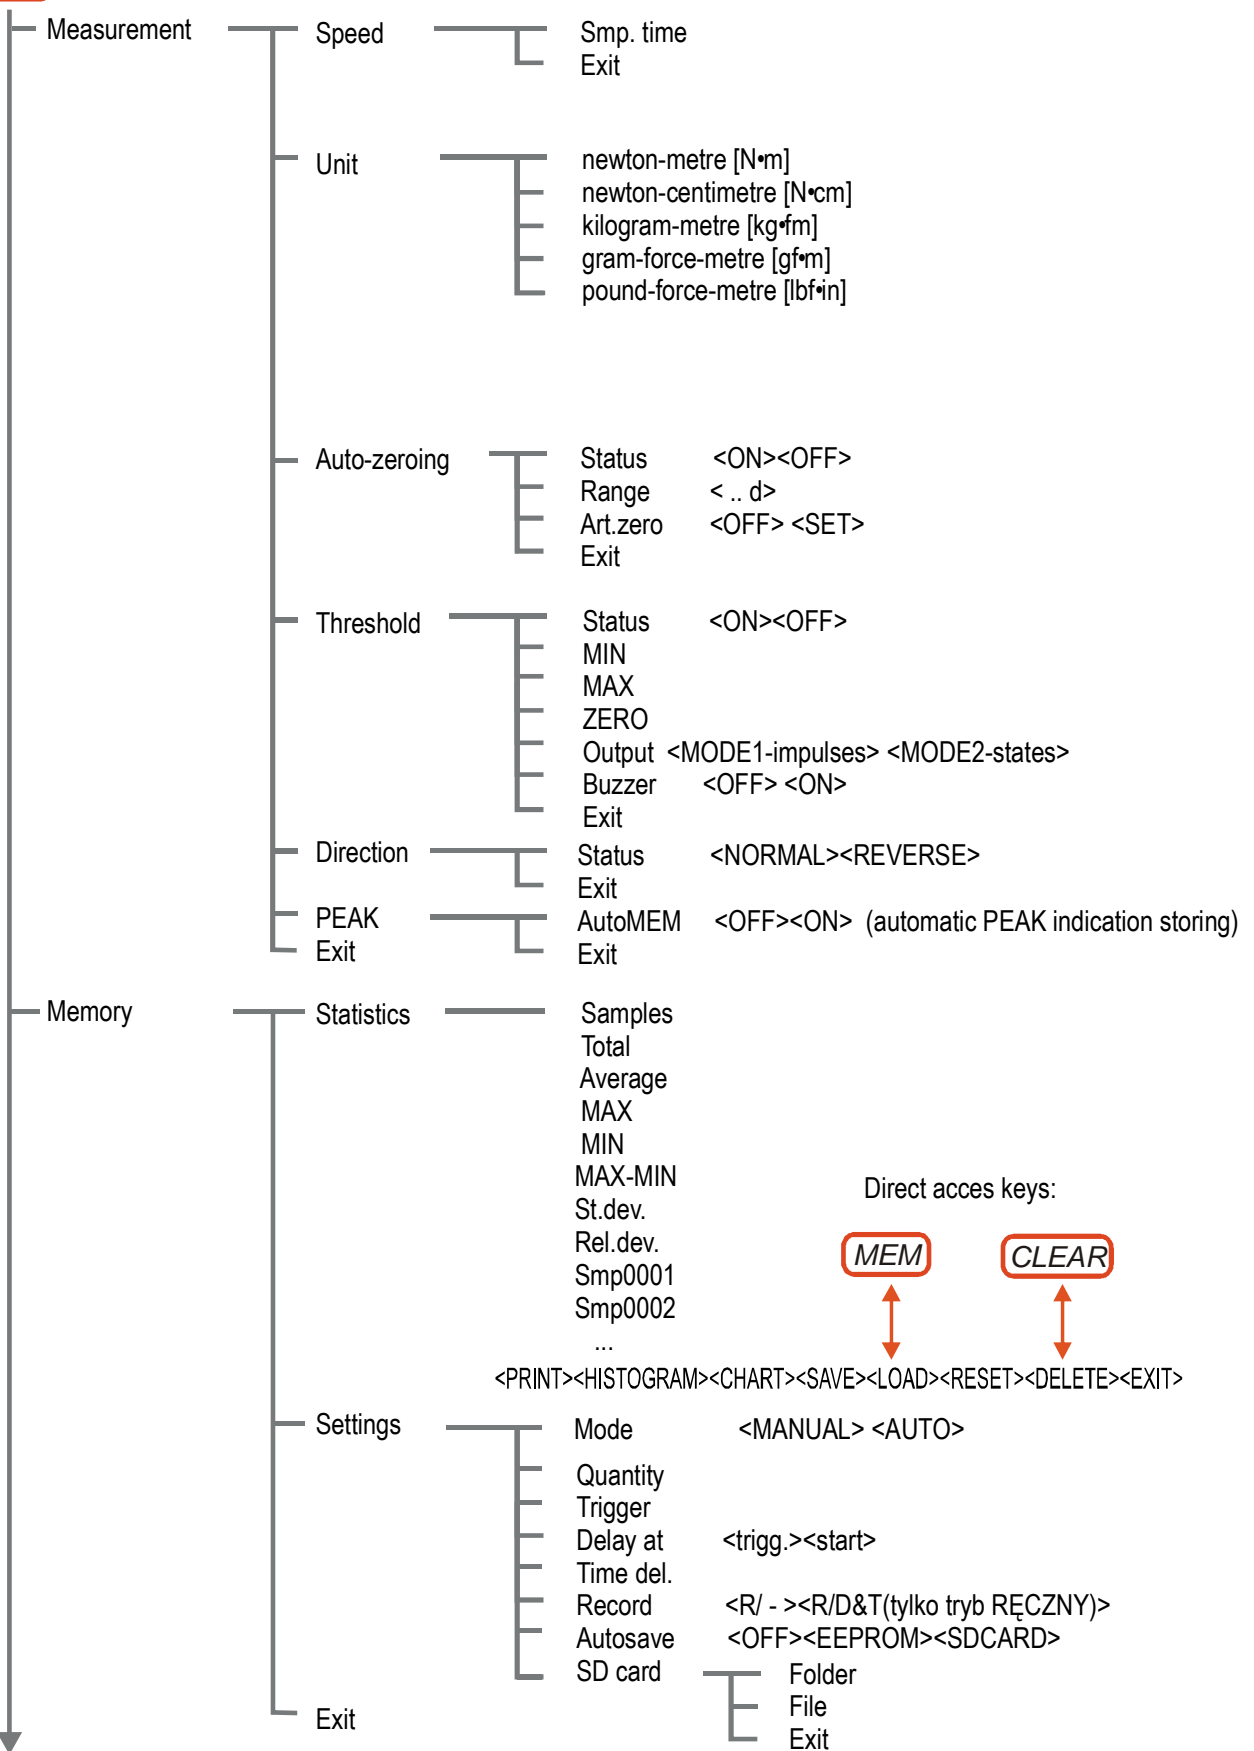 Measurement Speed Smp. time
Exit
Unit newton-metre [N•m]
newton-centimetre [N•cm]
kilogram-metre [kg•fm]
gram-force-metre [gf•m]
pound-force-metre [lbf•in]
Auto-zeroing Status <ON><OFF>
Range < .. d>
Art.zero <OFF> <SET>
Exit
Threshold Status <ON><OFF>
MIN
MAX
ZERO
Output <MODE1-impulses> <MODE2-states>
Buzzer <OFF> <ON>
Exit
Direction Status <NORMAL><REVERSE>
Exit
PEAK AutoMEM <OFF><ON> (automatic PEAK indication storing)
Exit Exit
Memory Statistics Samples
Total
Average
MAX
MIN
MAX-MIN
Direct acces keys:
St.dev.
Rel.dev.
MEM CLEAR
Smp0001
Smp0002
...
<PRINT><HISTOGRAM><CHART><SAVE><LOAD><RESET><DELETE><EXIT>
Settings Mode <MANUAL> <AUTO>
Quantity
Trigger
Delay at <trigg.><start>
Time del.
Record <R/ - ><R/D&T(tylko tryb RĘCZNY)>
Autosave <OFF><EEPROM><SDCARD>
SD card Folder
File
Exit Exit